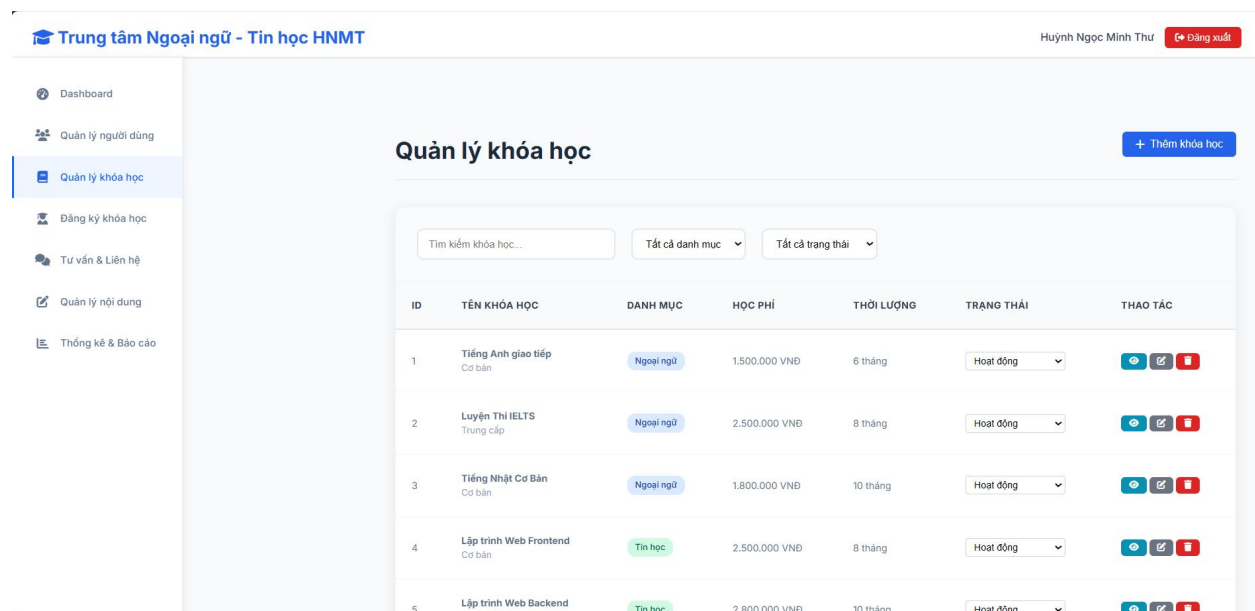 Trung tâm Ngoại ngữ - Tin học HNMT
Huỳnh Ngọc Minh Thư
Đăng xuất
Dashboard
Quản lý người dùng
Quản lý khóa học
Đăng ký khóa học
Tư vấn & Liên hệ
Quản lý nội dung
Thống kê & Báo cáo
Quản lý khóa học
+ Thêm khóa học
Tìm kiếm khóa học...
Tất cả danh mục
Tất cả trạng thái
ID TÊN KHÓA HỌC DANH MỤC HỌC PHÍ THỜI LƯỢNG TRẠNG THÁI THAO TÁC
1 Tiếng Anh giao tiếp Ngoại ngữ 1.500.000 VNĐ 6 tháng Hoạt động
Cơ bản
2 Luyện Thi IELTS Ngoại ngữ 2.500.000 VNĐ 8 tháng Hoạt động
Trung cấp
3 Tiếng Nhật Cơ Bản Ngoại ngữ 1.800.000 VNĐ 10 tháng Hoạt động
Cơ bản
4 Lập trình Web Frontend Tin học 2.500.000 VNĐ 8 tháng Hoạt động
Cơ bản
5 Lập trình Web Backend Tin học 2.800.000 VNĐ 10 tháng Hoạt động